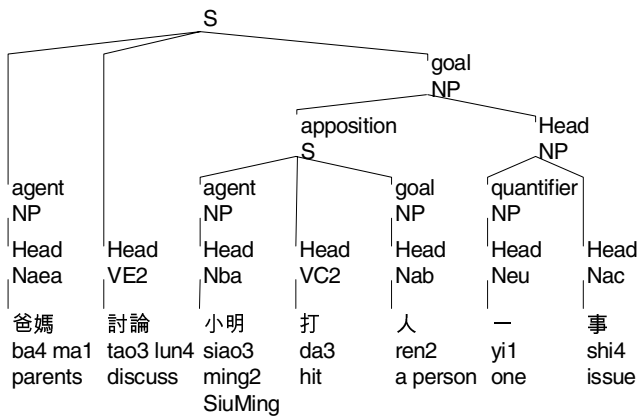 S
goal
NP
apposition Head
S NP
agent agent goal quantifier
NP NP NP NP
Head Head Head Head Head Head Head
Naea VE2 Nba VC2 Nab Neu Nac
爸媽 討論 小明 打 人 一 事
ba4 ma1 tao3 lun4 siao3 da3 ren2 yi1 shi4
parents discuss ming2 hit a person one issue
SiuMing